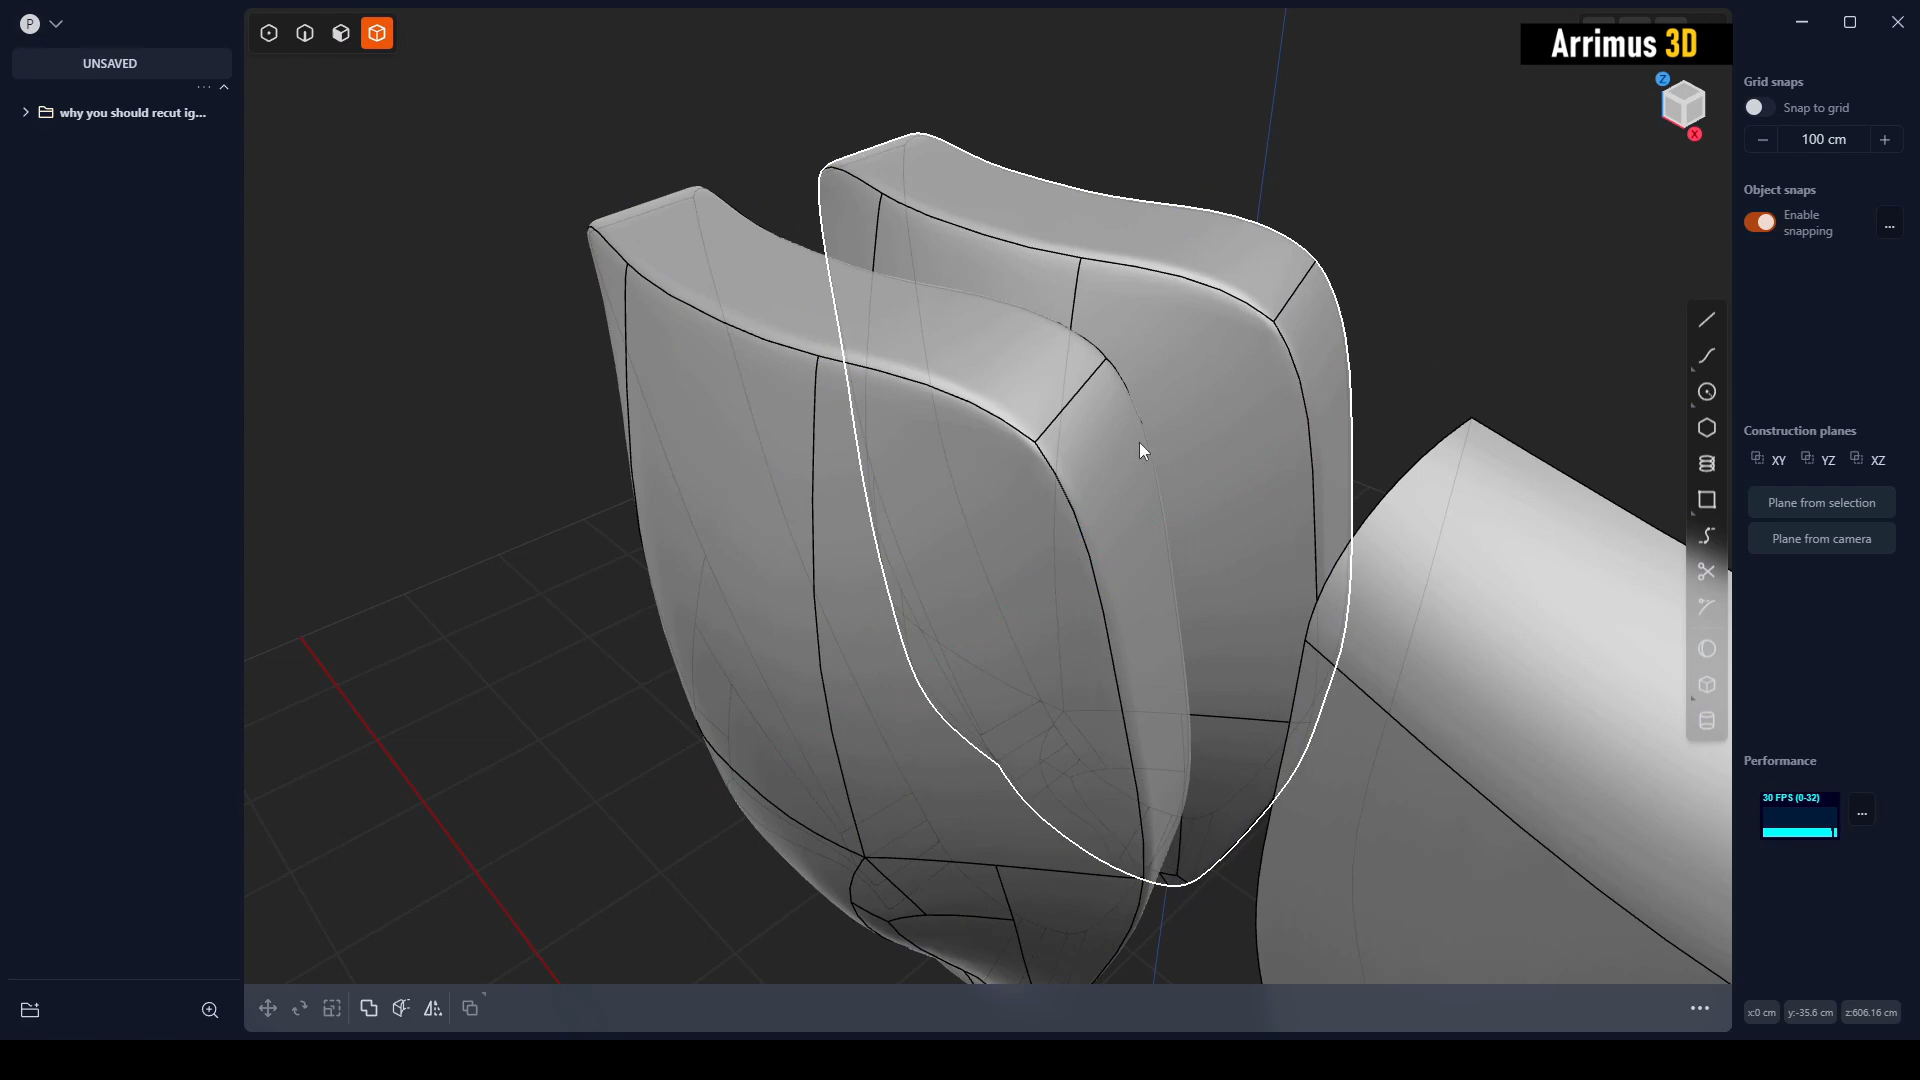 P
UNSAVED
...
why you should recut ig...
Arrimus 3D
Z
X
Grid snaps
Snap to grid
100 cm
Object snaps
Enable
snapping
...
Construction planes
XY
YZ
XZ
Plane from selection
Plane from camera
Performance
30 FPS (0-32)
...
x:0 cm
y:-35.6 cm
z:606.16 cm